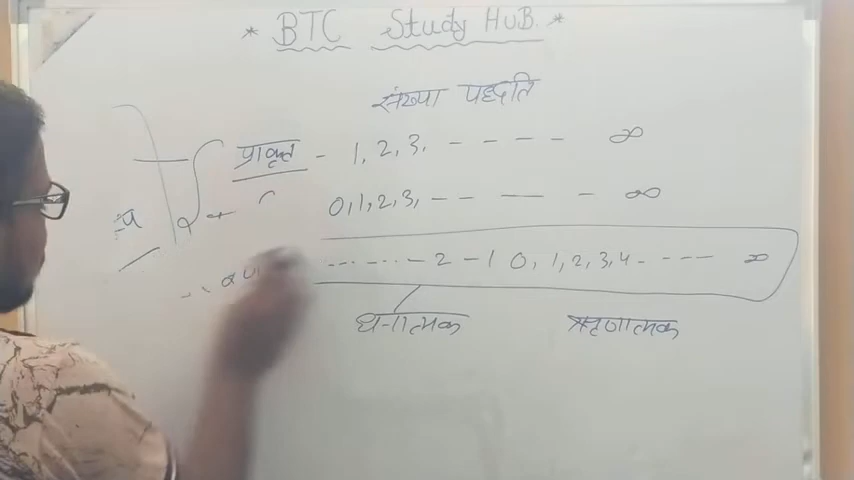 * BTC Study HuB. *
संख्या पद्धति
प्राकृत - 1, 2, 3, - - - - ∞
0, 1, 2, 3, - - - - - ∞
------ - 2 - 1 0, 1, 2, 3, 4 - - - - ∞
धनात्मक ऋणात्मक